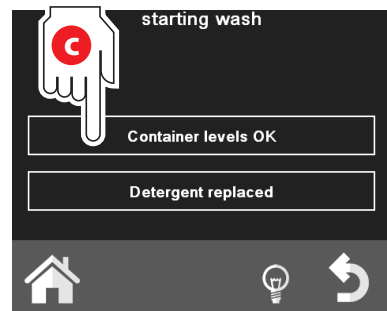 starting wash
C
Container levels OK
Detergent replaced